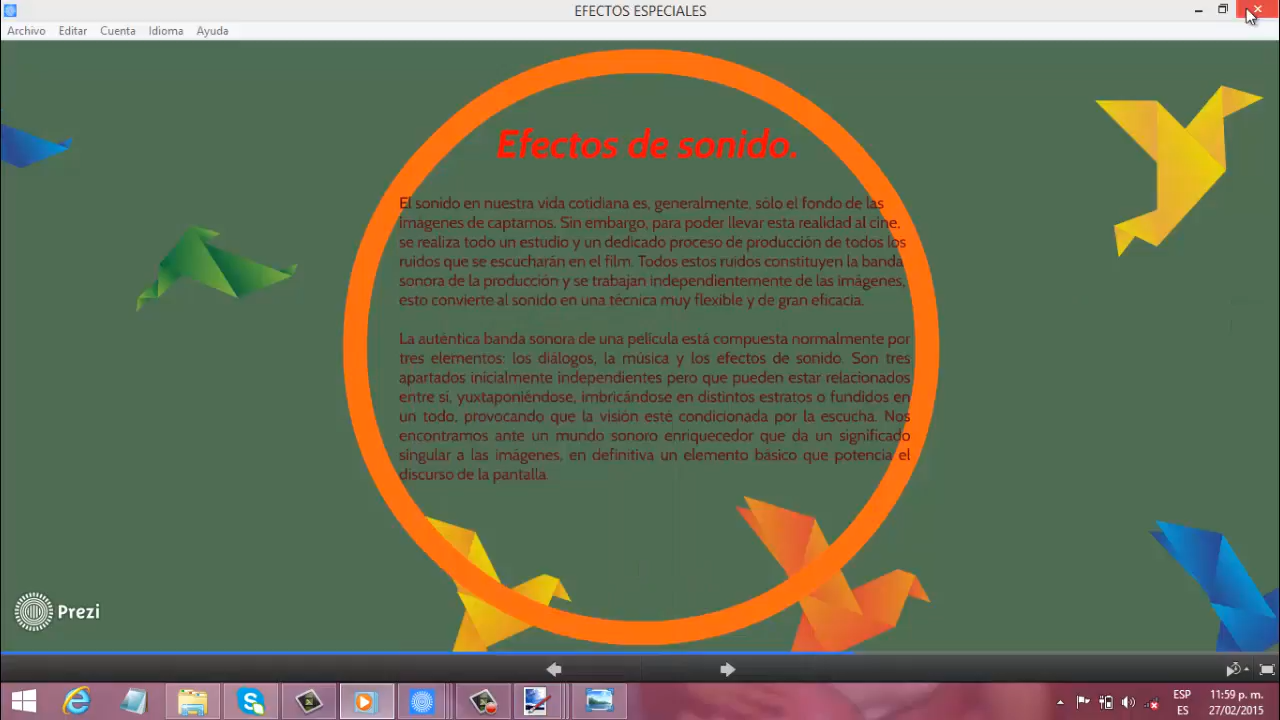 EFECTOS ESPECIALES
Archivo Editar Cuenta Idioma Ayuda
Efectos de sonido.
El sonido en nuestra vida cotidiana es, generalmente, sólo el fondo de las
imágenes de captamos. Sin embargo, para poder llevar esta realidad al cine,
se realiza todo un estudio y un dedicado proceso de producción de todos los
ruidos que se escucharán en el film. Todos estos ruidos constituyen la banda
sonora de la producción y se trabajan independientemente de las imágenes,
esto convierte al sonido en una técnica muy flexible y de gran eficacia.
La auténtica banda sonora de una película está compuesta normalmente por
tres elementos: los diálogos, la música y los efectos de sonido. Son tres
apartados inicialmente independientes pero que pueden estar relacionados
entre si, yuxtaponiéndose, imbricándose en distintos estratos o fundidos en
un todo, provocando que la visión esté condicionada por la escucha. Nos
encontramos ante un mundo sonoro enriquecedor que da un significado
singular a las imágenes, en definitiva un elemento básico que potencia el
discurso de la pantalla
Prezi
ESP 11:59 p. m.
ES 27/02/2015